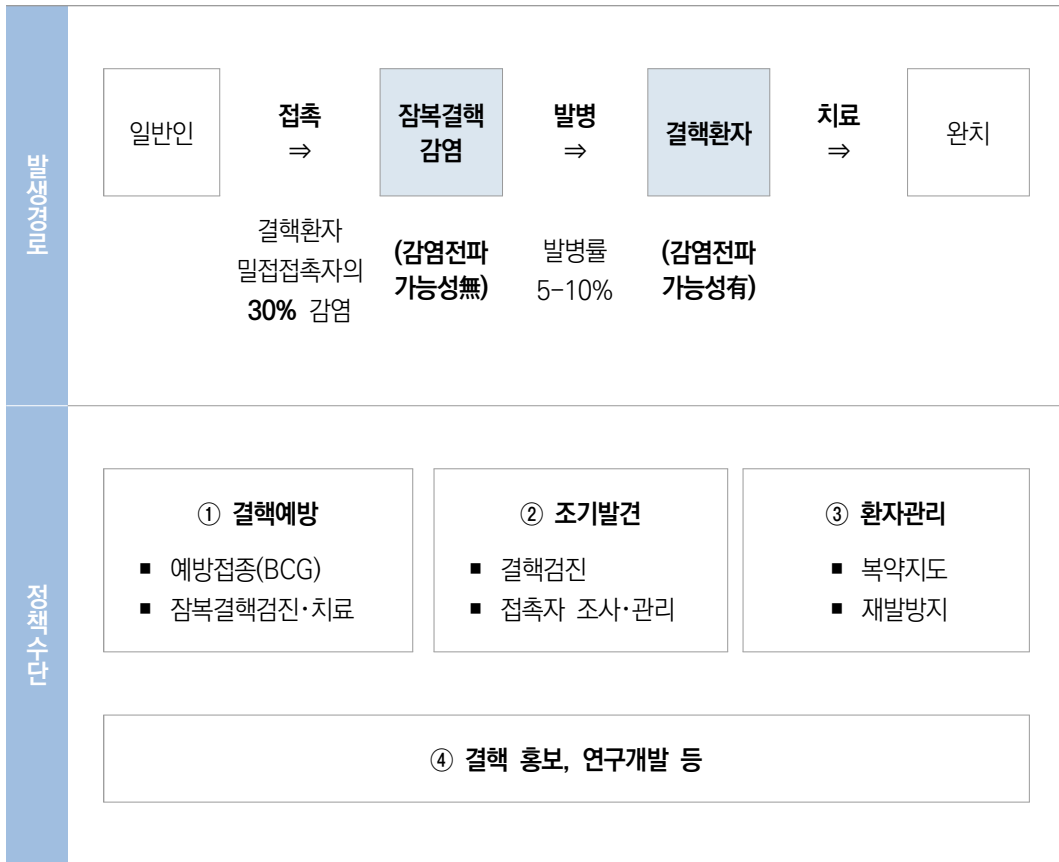 발생경로
일반인
접촉
⇒
잠복결핵
감염
발병
⇒
결핵환자
치료
⇒
완치
결핵환자
밀접접촉자의
30% 감염
(감염전파
가능성無)
발병률
5-10%
(감염전파
가능성有)
정책수단
① 결핵예방
■ 예방접종(BCG)
■ 잠복결핵검진·치료
② 조기발견
■ 결핵검진
■ 접촉자 조사·관리
③ 환자관리
■ 복약지도
■ 재발방지
④ 결핵 홍보, 연구개발 등